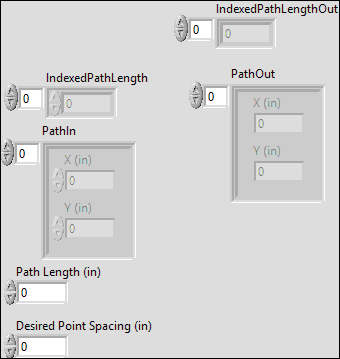 IndexedPathLengthOut
0
0
IndexedPathLength
0
0
PathOut
0
X (in)
0
Y (in)
0
PathIn
0
X (in)
0
Y (in)
0
Path Length (in)
0
Desired Point Spacing (in)
0